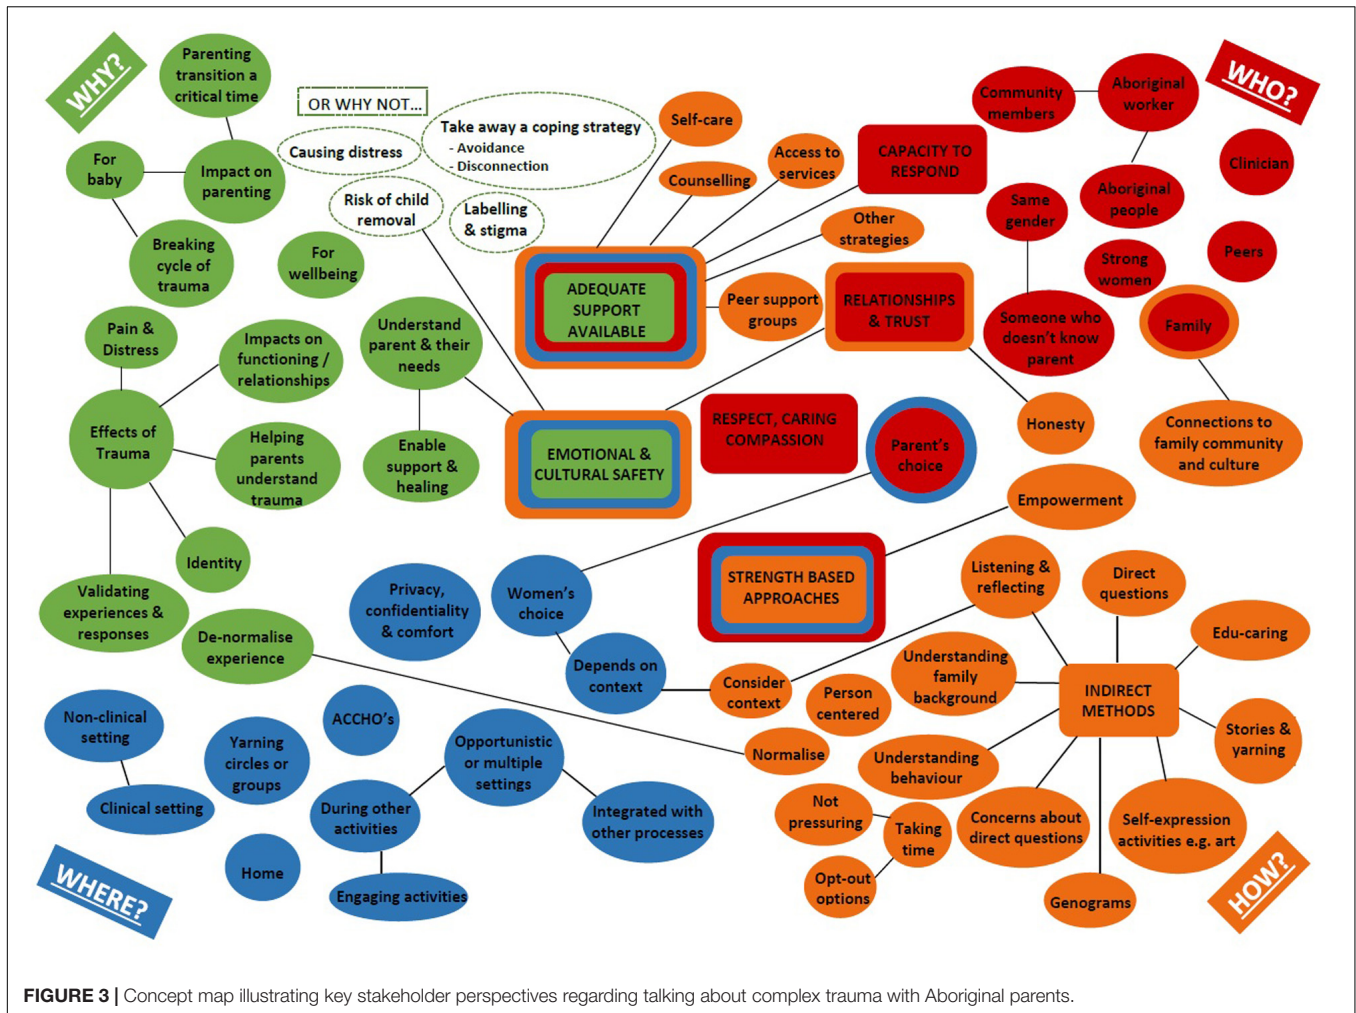 WHY?
Parenting
transition a
critical time
For
baby
Impact on
parenting
Breaking
cycle of
trauma
For
wellbeing
OR WHY NOT...
Causing distress
Take away a coping strategy
- Avoidance
- Disconnection
Risk of child
removal
Labelling
& stigma
Self-care
Counselling
Access to
services
CAPACITY TO
RESPOND
Other
strategies
Peer support
groups
ADEQUATE
SUPPORT
AVAILABLE
RELATIONSHIPS
& TRUST
WHO?
Community
members
Aboriginal
worker
Clinician
Aboriginal
people
Same
gender
Strong
women
Peers
Someone who
doesn't know
parent
Family
Connections to
family community
and culture
Honesty
Pain &
Distress
Impacts on
functioning /
relationships
Understand
parent & their
needs
Effects of
Trauma
Helping
parents
understand
trauma
Enable
support &
healing
Identity
Validating
experiences &
responses
De-normalise
experience
EMOTIONAL &
CULTURAL SAFETY
RESPECT, CARING
COMPASSION
Parent's
choice
Empowerment
STRENGTH BASED
APPROACHES
Privacy,
confidentiality
& comfort
Women's
choice
Depends on
context
Consider
context
Listening &
reflecting
Direct
questions
Edu-caring
Understanding
family
background
Person
centered
INDIRECT
METHODS
Stories &
yarning
Normalise
Understanding
behaviour
Not
pressuring
Taking
time
Opt-out
options
Concerns about
direct questions
Self-expression
activities e.g. art
Genograms
HOW?
Non-clinical
setting
Clinical setting
Yarning
circles or
groups
ACCHO's
Opportunistic
or multiple
settings
During other
activities
Integrated with
other processes
Home
Engaging activities
WHERE?
FIGURE 3 | Concept map illustrating key stakeholder perspectives regarding talking about complex trauma with Aboriginal parents.